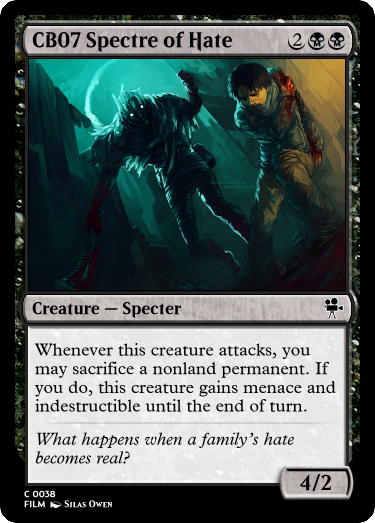 CB07 Spectre of Hate 2
Creature — Specter
Whenever this creature attacks, you
may sacrifice a nonland permanent. If
you do, this creature gains menace and
indestructible until the end of turn.
What happens when a family's hate
becomes real?
4/2
C 0038
FILM Silas Owen